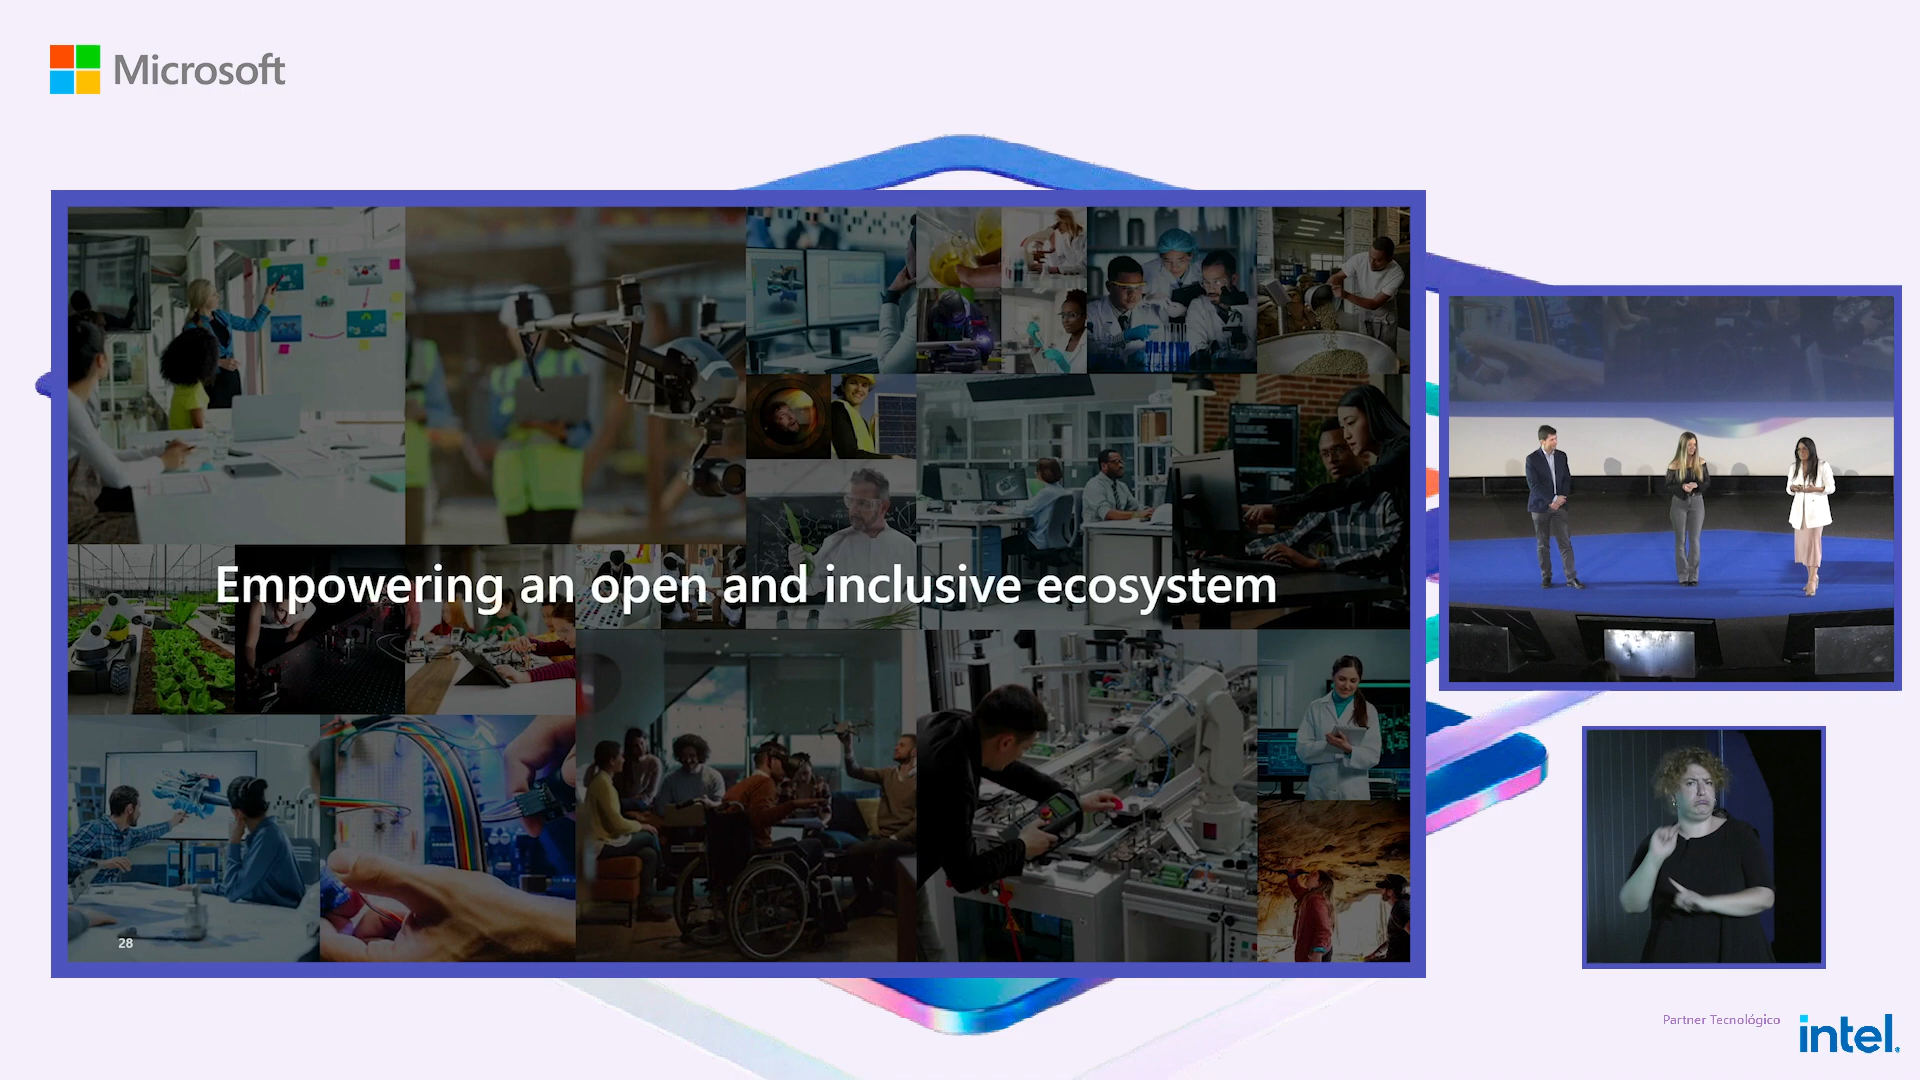 Microsoft
Empowering an open and inclusive ecosystem
28
Partner Tecnológico
intel.